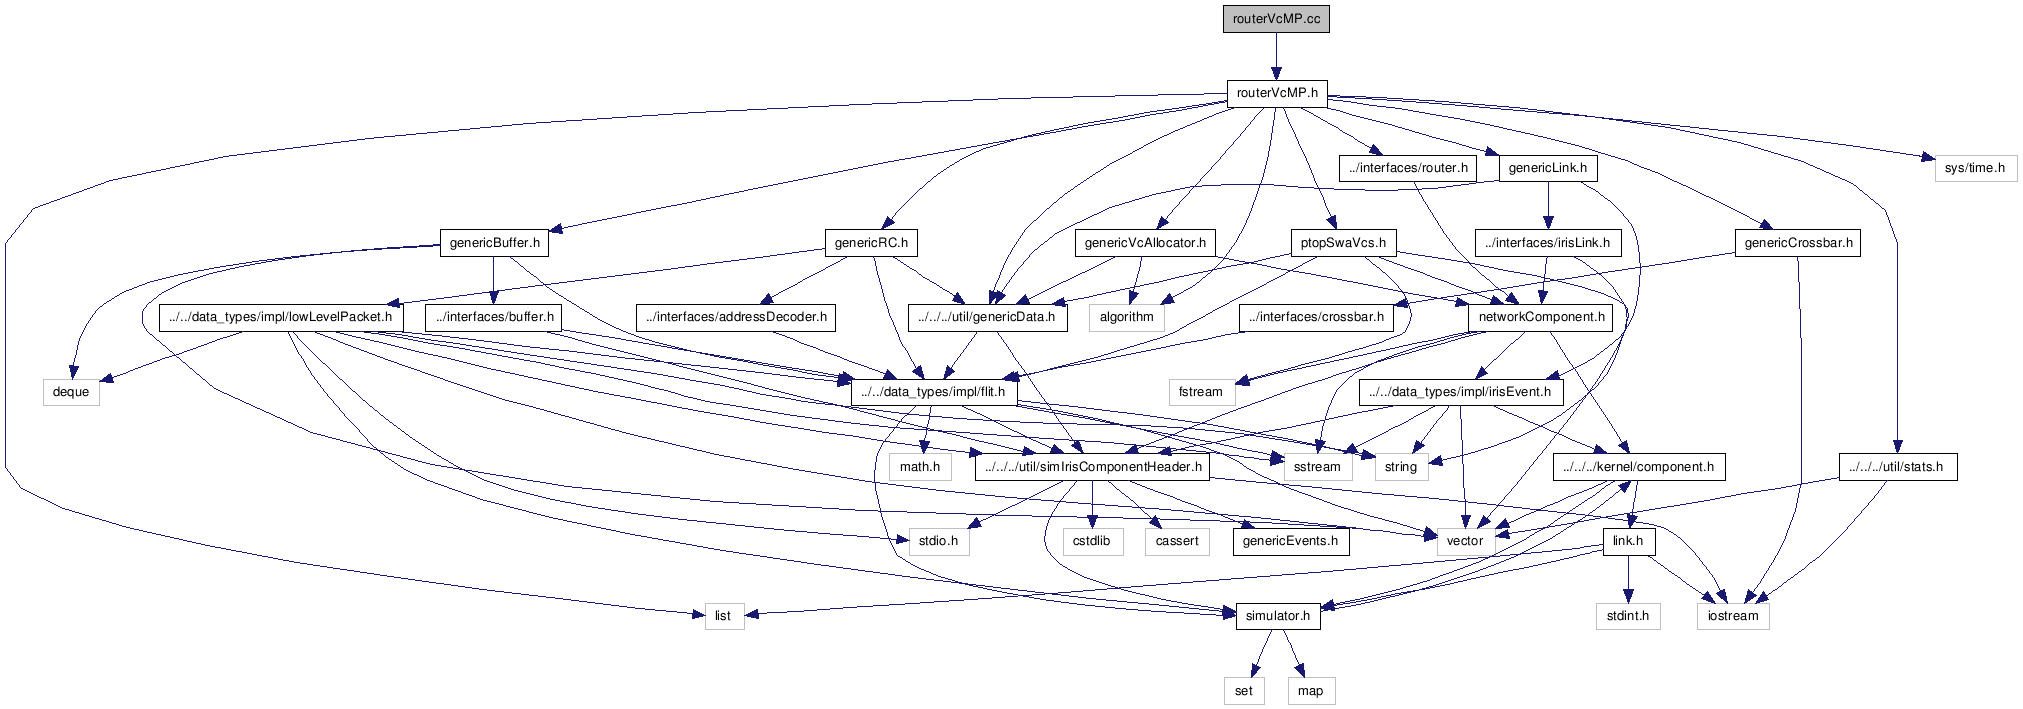 routerVcMP.cc
routerVcMP.h
../interfaces/router.h
genericLink.h
sys/time.h
genericBuffer.h
genericRC.h
genericVcAllocator.h
ptopSwaVcs.h
../interfaces/irisLink.h
genericCrossbar.h
../../data_types/impl/lowLevelPacket.h
../interfaces/buffer.h
../interfaces/addressDecoder.h
../../../util/genericData.h
algorithm
../interfaces/crossbar.h
networkComponent.h
deque
../../data_types/impl/flit.h
fstream
../../data_types/impl/irisEvent.h
math.h
../../../util/simIrisComponentHeader.h
sstream
string
../../../kernel/component.h
../../../util/stats.h
stdio.h
cstdlib
cassert
genericEvents.h
vector
link.h
list
simulator.h
stdint.h
iostream
set
map